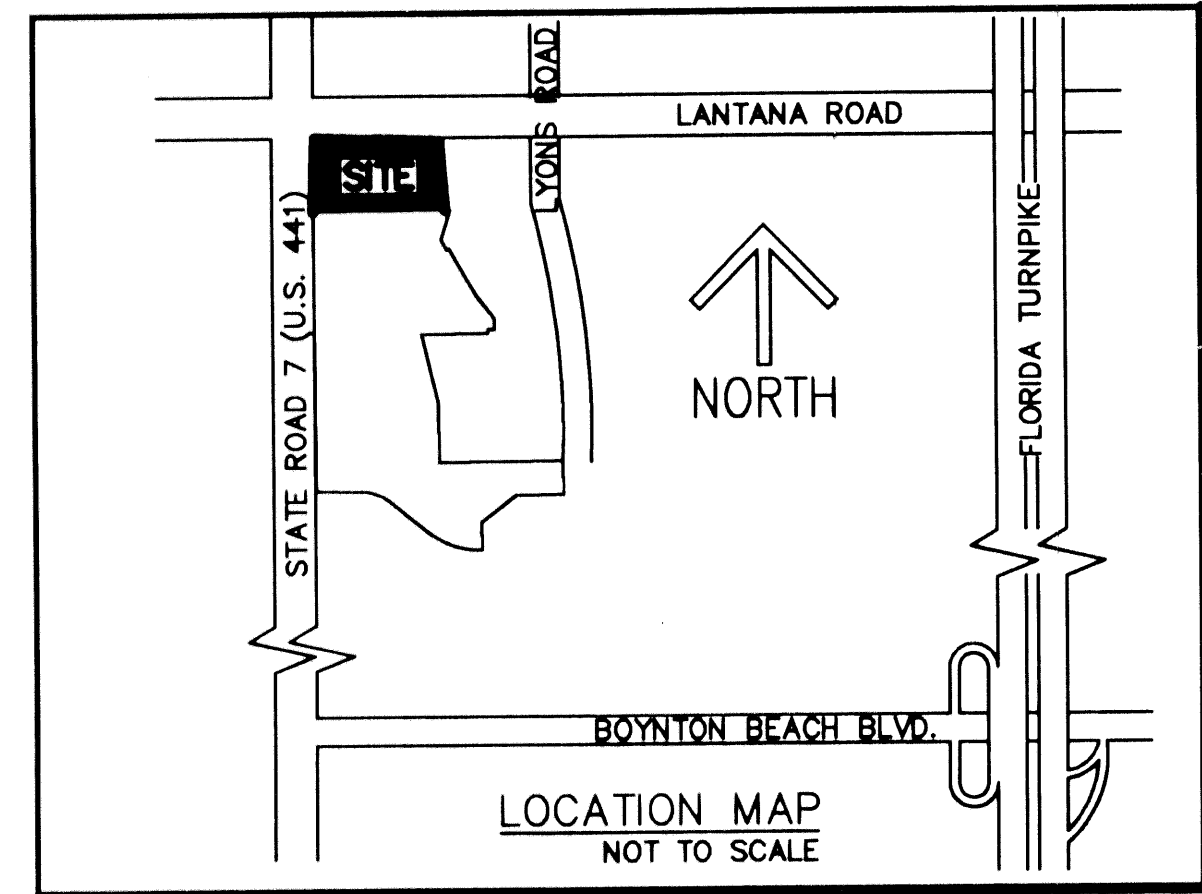 LYONS ROAD
LANTANA ROAD
SITE
STATE ROAD 7 (U.S. 441)
FLORIDA TURNPIKE
NORTH
BOYNTON BEACH BLVD.
LOCATION MAP
NOT TO SCALE